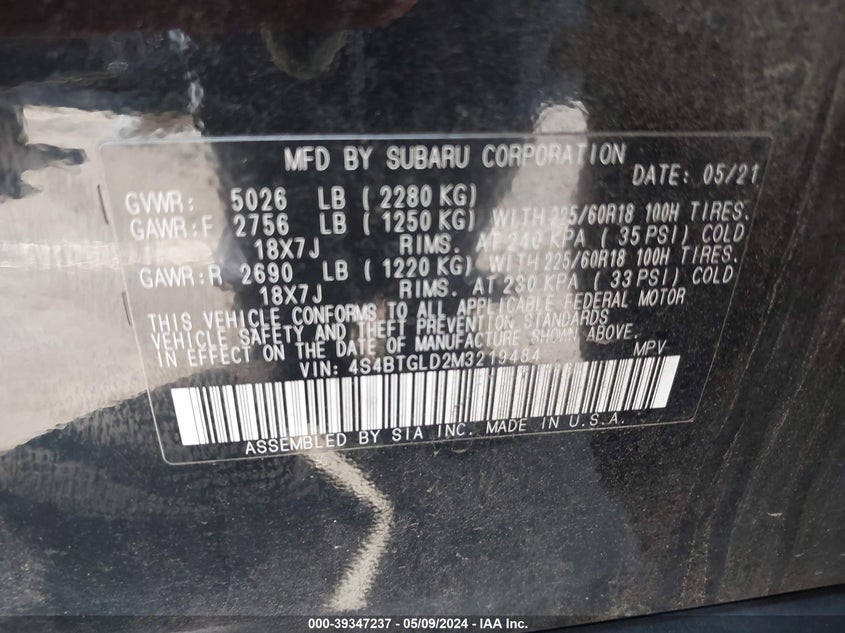 MFD BY SUBARU CORPORATION DATE: 05/21
GVWR: 5026 LB ( 2280 KG)
GAWR:F 2756 LB ( 1250 KG) WITH 225/60R18 100H TIRES.
18X7J RIMS. AT 240 KPA ( 35 PSI) COLD
GAWR:R 2690 LB ( 1220 KG) WITH 225/60R18 100H TIRES.
18X7J RIMS. AT 230 KPA ( 33 PSI) COLD
THIS VEHICLE CONFORMS TO ALL APPLICABLE FEDERAL MOTOR
VEHICLE SAFETY AND THEFT PREVENTION STANDARDS
IN EFFECT ON THE DATE OF MANUFACTURE SHOWN ABOVE.
VIN: 4S4BTGLD2M3219484 MPV
ASSEMBLED BY SIA INC. MADE IN U.S.A.
000-39347237 - 05/09/2024 - IAA Inc.